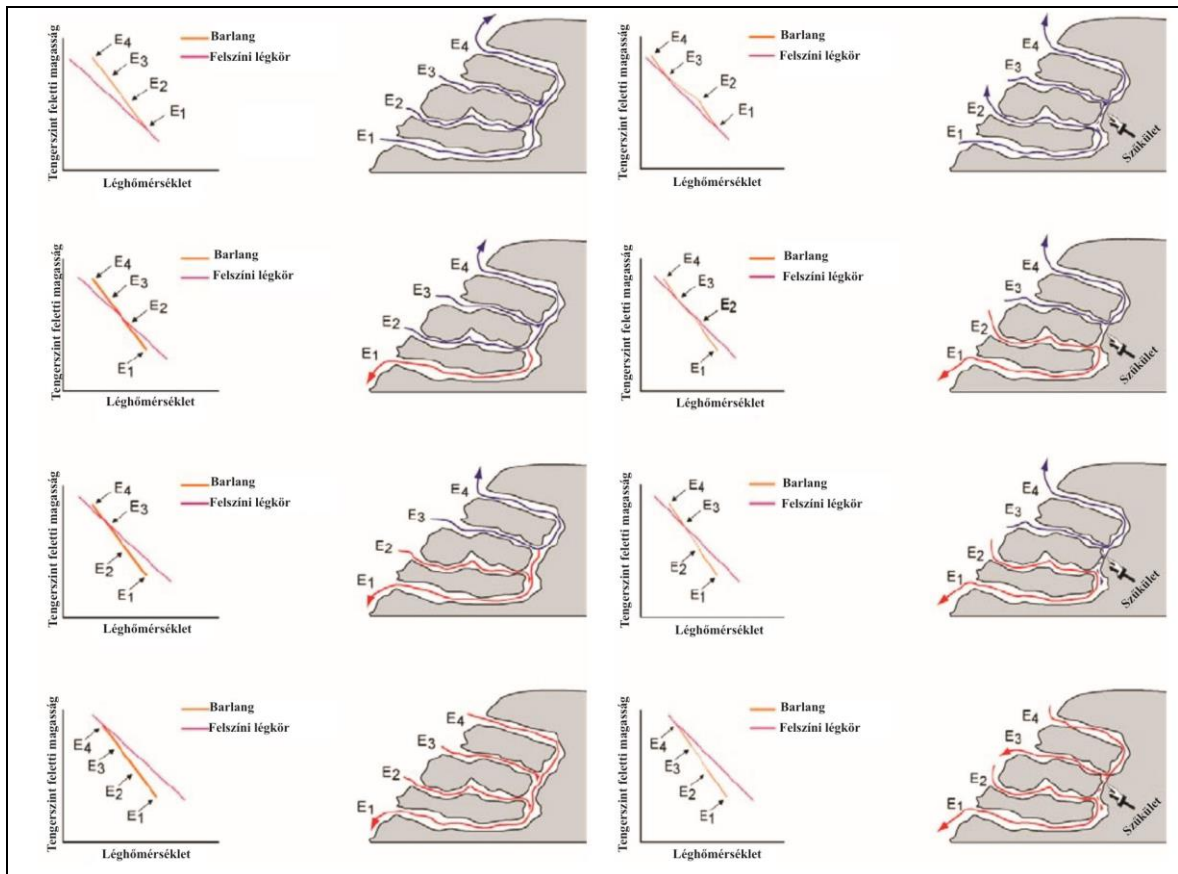 Tengerszint feletti magasság
E4
E3
E2
E1
Barlang
Felszíni légkör
Léghőmérséklet
E4
E3
E2
E1
Tengerszint feletti magasság
E4
E3
E2
E1
Barlang
Felszíni légkör
Léghőmérséklet
E4
E3
E2
E1
Szűkület
Tengerszint feletti magasság
E4
E3
E2
E1
Barlang
Felszíni légkör
Léghőmérséklet
E4
E3
E2
E1
Tengerszint feletti magasság
E4
E3
E2
E1
Barlang
Felszíni légkör
Léghőmérséklet
E4
E3
E2
E1
Szűkület
Tengerszint feletti magasság
E4
E3
E2
E1
Barlang
Felszíni légkör
Léghőmérséklet
E4
E3
E2
E1
Tengerszint feletti magasság
E4
E3
E2
E1
Barlang
Felszíni légkör
Léghőmérséklet
E4
E3
E2
E1
Szűkület
Tengerszint feletti magasság
E4
E3
E2
E1
Barlang
Felszíni légkör
Léghőmérséklet
E4
E3
E2
E1
Tengerszint feletti magasság
E4
E3
E2
E1
Barlang
Felszíni légkör
Léghőmérséklet
E4
E3
E2
E1
Szűkület